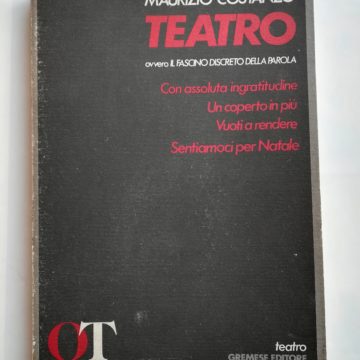 MAURIZIO COSTANZO
TEATRO
ovvero IL FASCINO DISCRETO DELLA PAROLA
Con assoluta ingratitudine
Un coperto in più
Vuoti a rendere
Sentiamoci per Natale
OT
teatro
GREMESE EDITORE